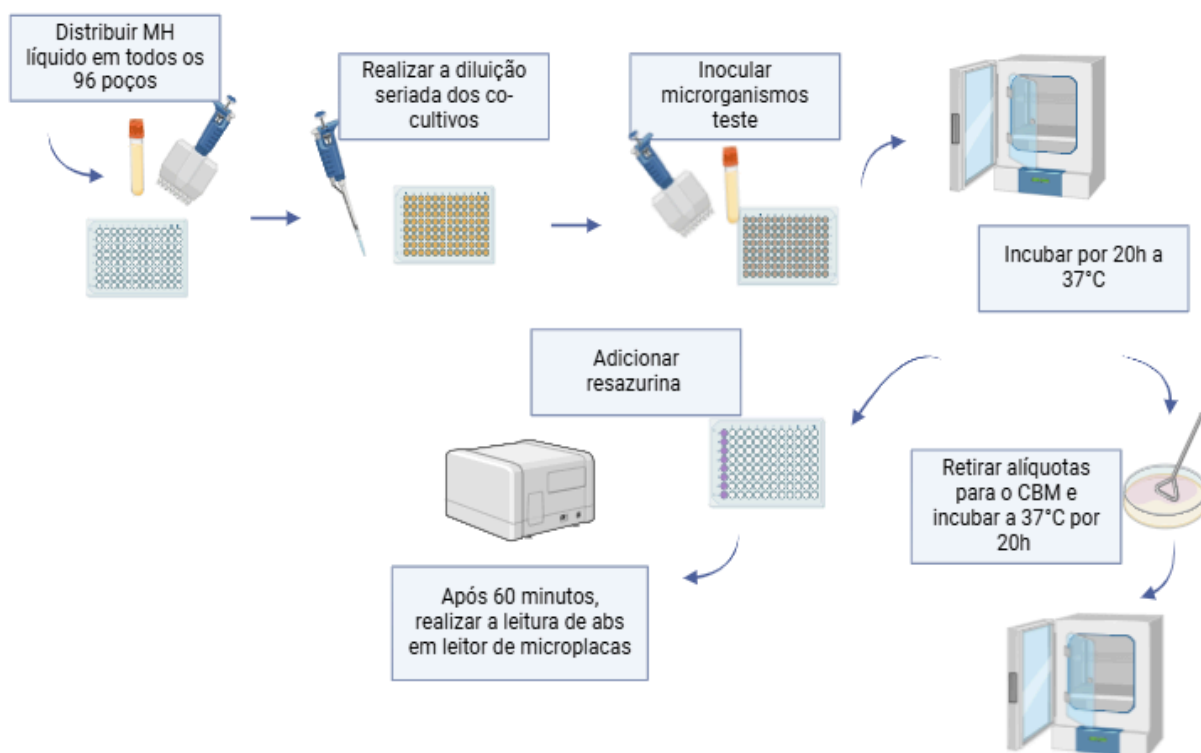 Distribuir MH
líquido em todos os
96 poços
Realizar a diluição
seriada dos co-
cultivos
Inocular
microrganismos
teste
Incubar por 20h a
37°C
Adicionar
resazurina
Retirar alíquotas
para o CBM e
incubar a 37°C por
20h
Após 60 minutos,
realizar a leitura de abs
em leitor de microplacas